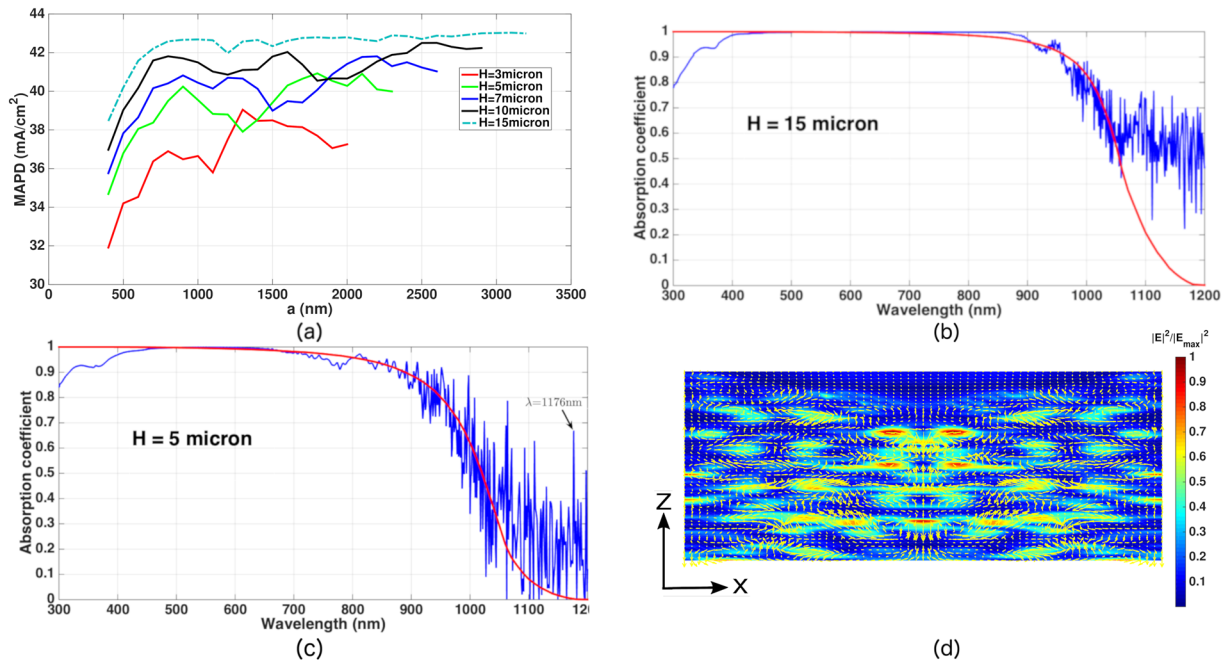 44
42
40
38
36
34
32
30
MAPD (mA/cm²)
H=3micron
H=5micron
H=7micron
H=10micron
H=15micron
0 500 1000 1500 2000 2500 3000 3500
a (nm)
(a)
1
0.9
0.8
0.7
0.6
0.5
0.4
0.3
0.2
0.1
0
Absorption coefficient
H = 15 micron
300 400 500 600 700 800 900 1000 1100 1200
Wavelength (nm)
(b)
1
0.9
0.8
0.7
0.6
0.5
0.4
0.3
0.2
0.1
0
Absorption coefficient
λ=1176nm
H = 5 micron
300 400 500 600 700 800 900 1000 1100 120
Wavelength (nm)
(c)
|E|²/|E_max|²
1
0.9
0.8
0.7
0.6
0.5
0.4
0.3
0.2
0.1
Z
X
(d)